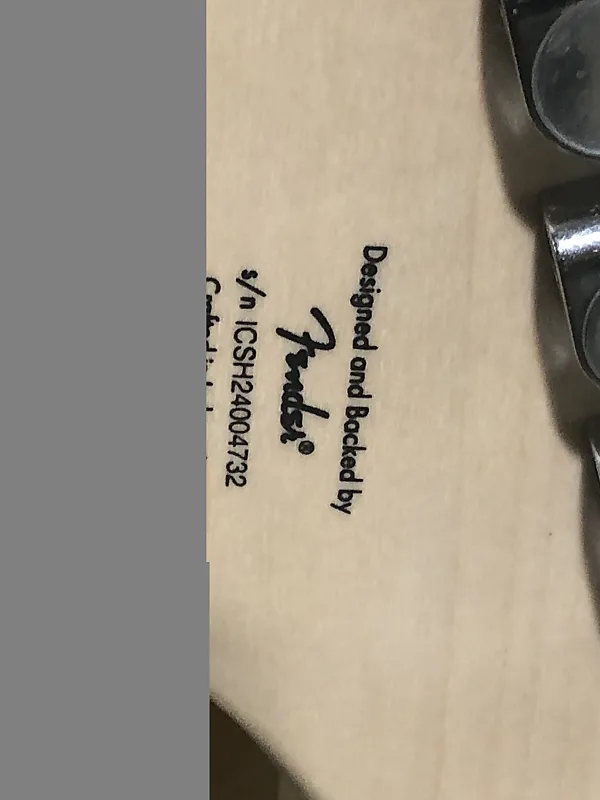 Designed and Backed by
Fender®
s/n ICSH24004732